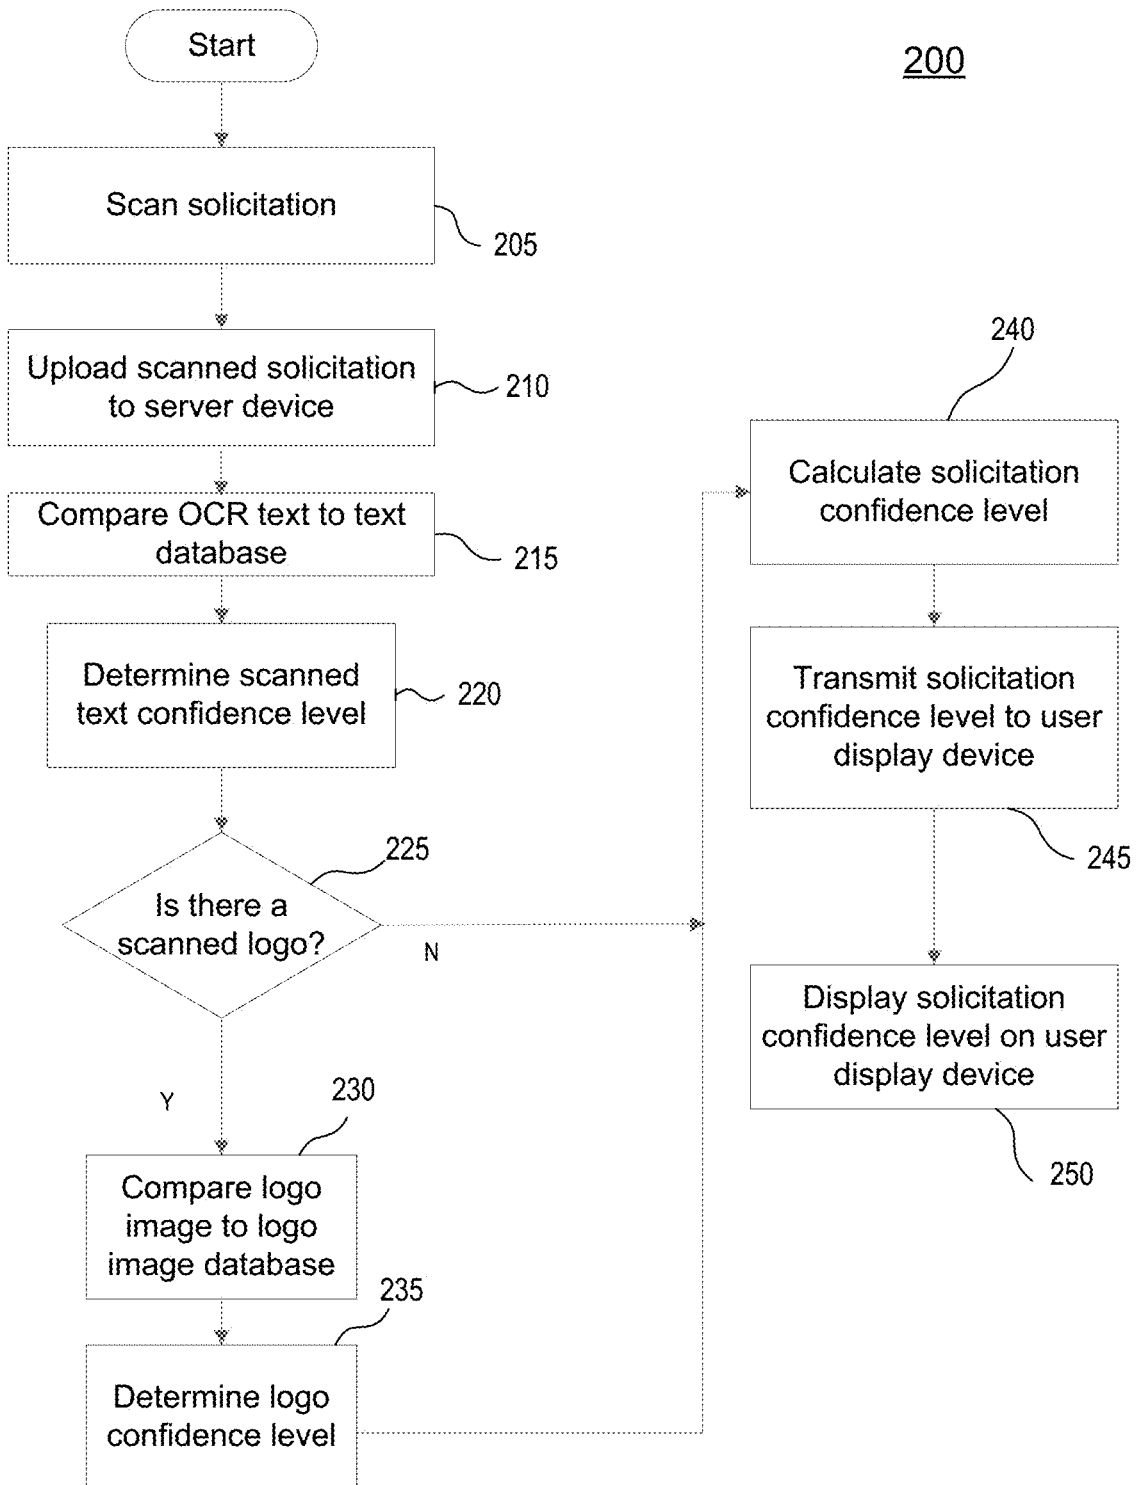 Start
200
Scan solicitation
205
Upload scanned solicitation
to server device
210
Compare OCR text to text
database
215
Determine scanned
text confidence level
220
225
Is there a
scanned logo?
N
Y
230
Compare logo
image to logo
image database
235
Determine logo
confidence level
240
Calculate solicitation
confidence level
Transmit solicitation
confidence level to user
display device
245
Display solicitation
confidence level on user
display device
250